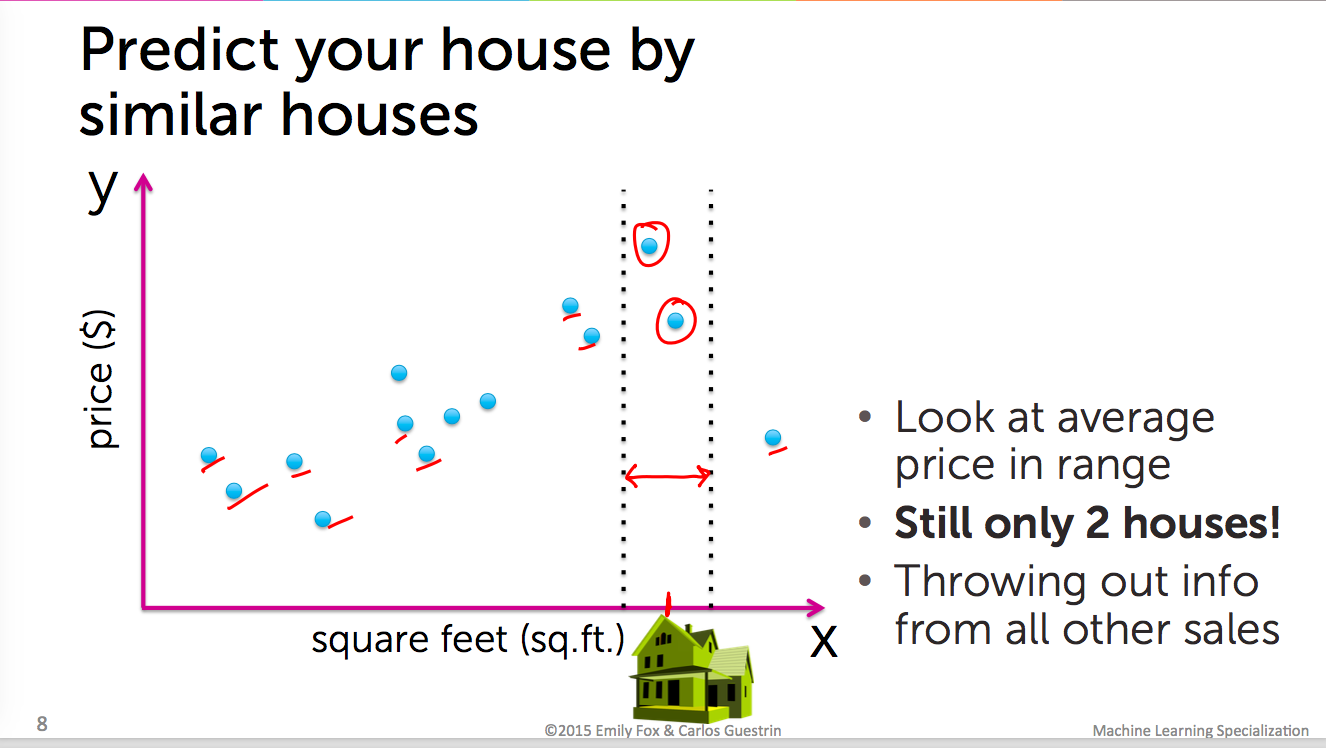 Predict your house by
similar houses
y
price ($)
• Look at average
price in range
• Still only 2 houses!
• Throwing out info
from all other sales
square feet (sq.ft.)
x
8
©2015 Emily Fox & Carlos Guestrin
Machine Learning Specialization